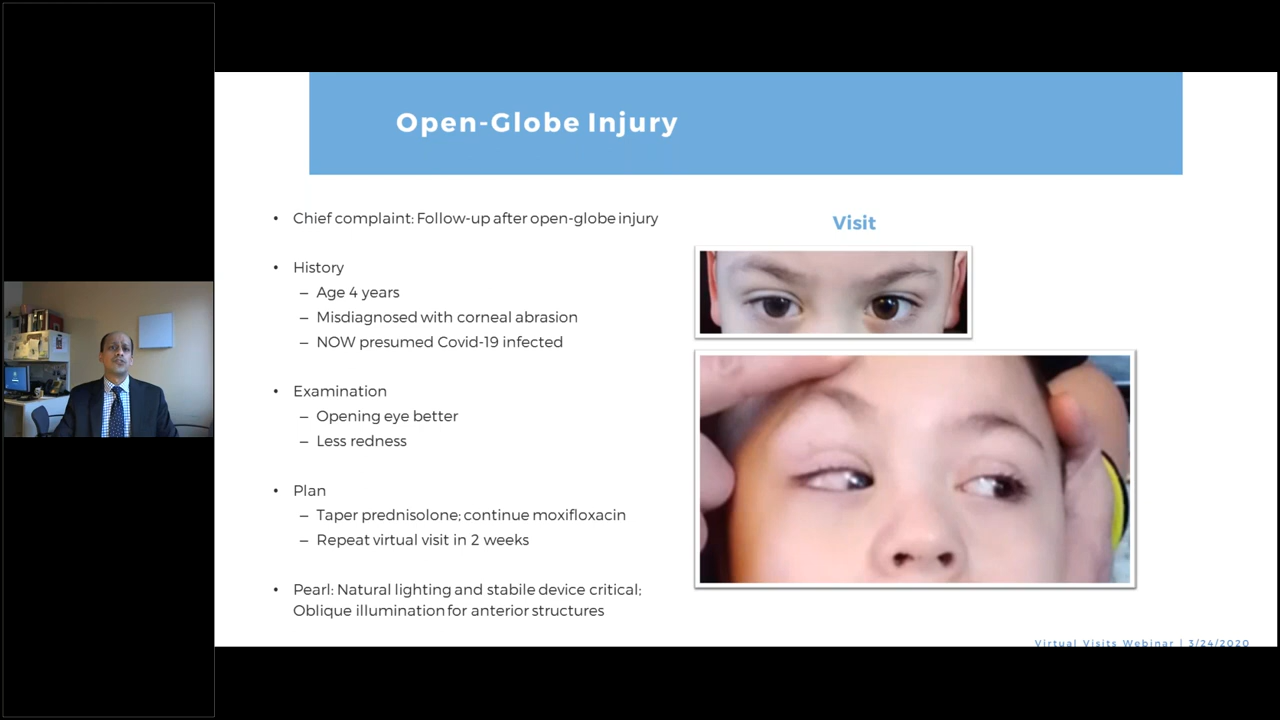 Open-Globe Injury
• Chief complaint: Follow-up after open-globe injury
• History
– Age 4 years
– Misdiagnosed with corneal abrasion
– NOW presumed Covid-19 infected
• Examination
– Opening eye better
– Less redness
• Plan
– Taper prednisolone; continue moxifloxacin
– Repeat virtual visit in 2 weeks
• Pearl: Natural lighting and stabile device critical;
Oblique illumination for anterior structures
Visit
Virtual Visits Webinar | 3/24/2020